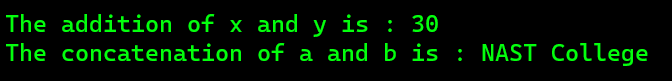 The addition of x and y is : 30
The concatenation of a and b is : NAST College